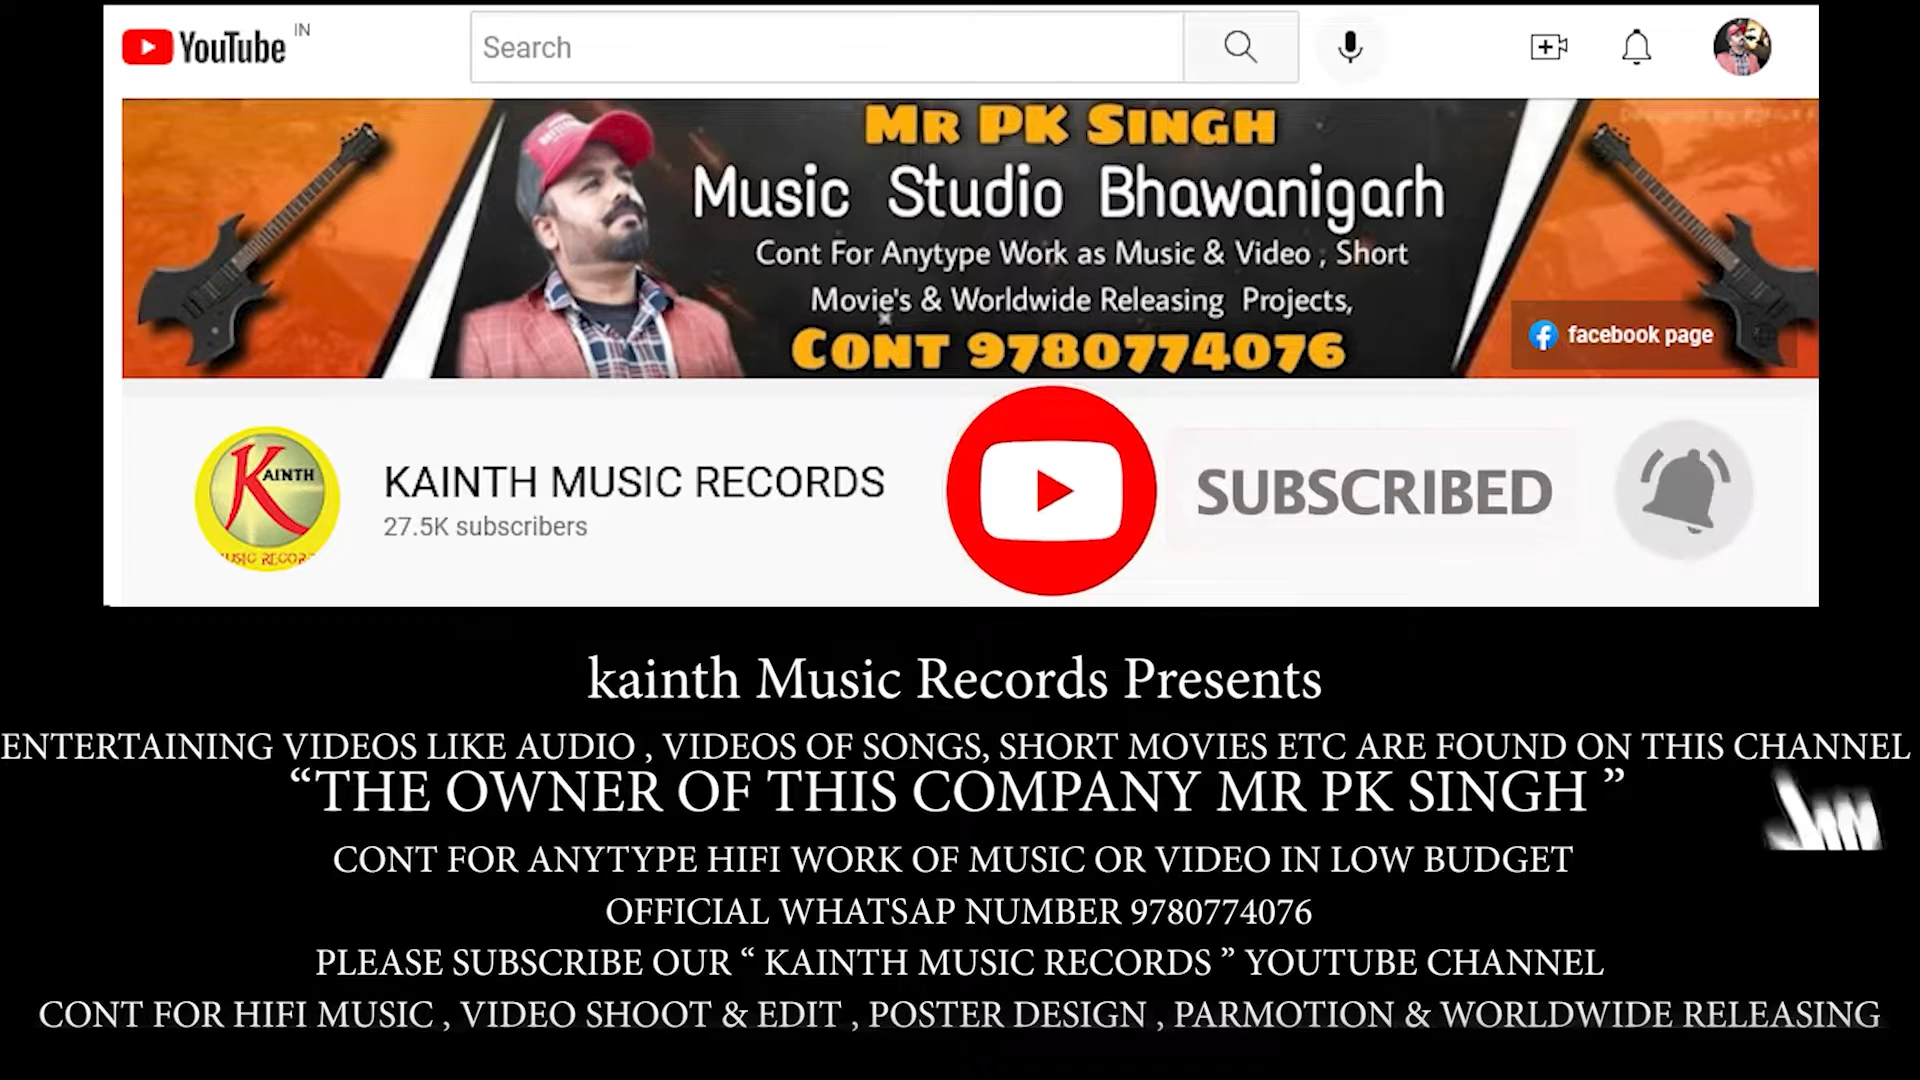 YouTube IN
Search
MR PK SINGH
Music Studio Bhawanigarh
Cont For Anytype Work as Music & Video , Short
Movie's & Worldwide Releasing Projects,
CONT 9780774076
facebook page
KAINTH
KAINTH MUSIC RECORDS
27.5K subscribers
SUBSCRIBED
kainth Music Records Presents
ENTERTAINING VIDEOS LIKE AUDIO , VIDEOS OF SONGS, SHORT MOVIES ETC ARE FOUND ON THIS CHANNEL
“THE OWNER OF THIS COMPANY MR PK SINGH ”
CONT FOR ANYTYPE HIFI WORK OF MUSIC OR VIDEO IN LOW BUDGET
OFFICIAL WHATSAP NUMBER 9780774076
PLEASE SUBSCRIBE OUR “ KAINTH MUSIC RECORDS ” YOUTUBE CHANNEL
CONT FOR HIFI MUSIC , VIDEO SHOOT & EDIT , POSTER DESIGN , PARMOTION & WORLDWIDE RELEASING